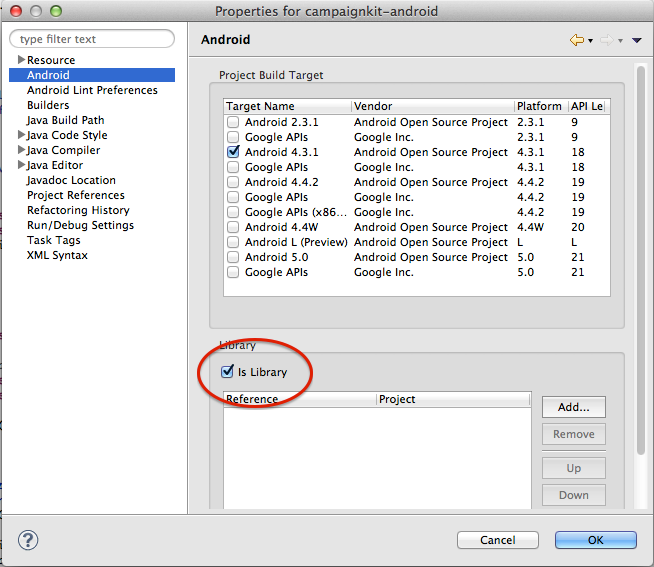 Properties for campaignkit-android
type filter text
Resource
Android
Android Lint Preferences
Builders
Java Build Path
Java Code Style
Java Compiler
Java Editor
Javadoc Location
Project References
Refactoring History
Run/Debug Settings
Task Tags
XML Syntax
Android
Project Build Target
Target Name Vendor Platform API Le
Android 2.3.1 Android Open Source Project 2.3.1 9
Google APIs Google Inc. 2.3.1 9
Android 4.3.1 Android Open Source Project 4.3.1 18
Google APIs Google Inc. 4.3.1 18
Android 4.4.2 Android Open Source Project 4.4.2 19
Google APIs Google Inc. 4.4.2 19
Google APIs (x86... Google Inc. 4.4.2 19
Android 4.4W Android Open Source Project 4.4W 20
Android L (Preview) Android Open Source Project L L
Android 5.0 Android Open Source Project 5.0 21
Google APIs Google Inc. 5.0 21
Library
Is Library
Reference Project
Add...
Remove
Up
Down
?
Cancel OK